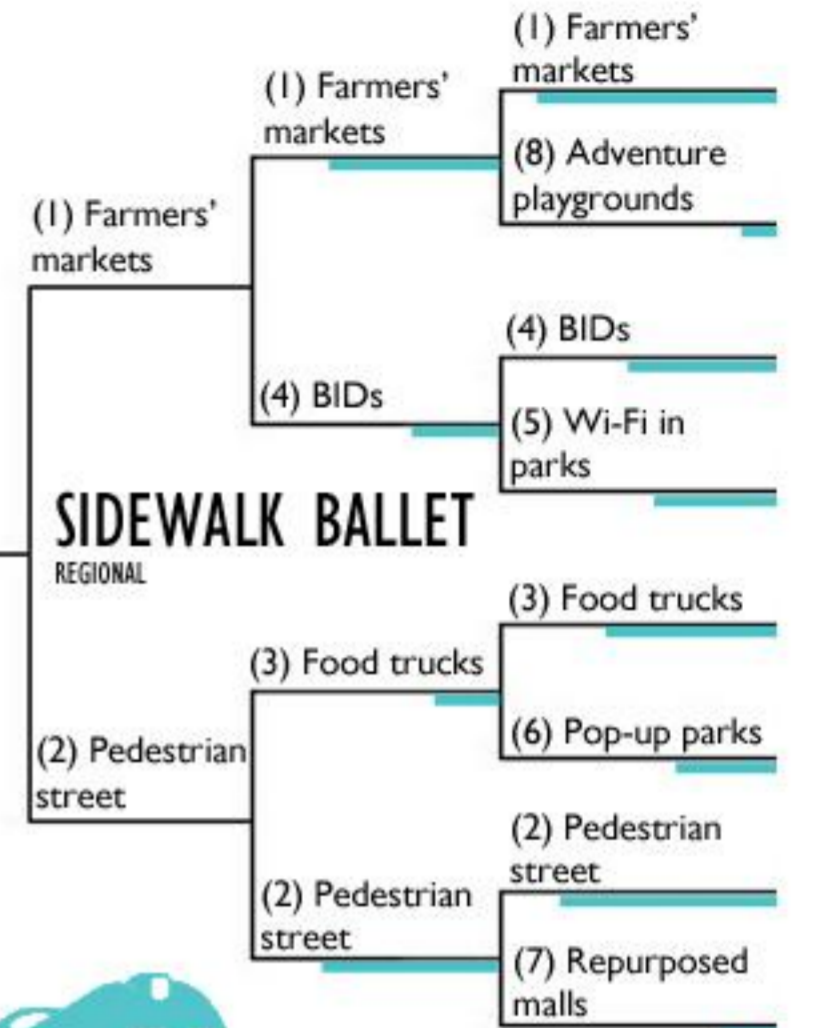 (1) Farmers'
markets
(1) Farmers'
markets
(8) Adventure
playgrounds
(1) Farmers'
markets
(4) BIDs
(4) BIDs
(5) Wi-Fi in
parks
SIDEWALK BALLET
REGIONAL
(3) Food trucks
(3) Food trucks
(6) Pop-up parks
(2) Pedestrian
street
(2) Pedestrian
street
(2) Pedestrian
street
(7) Repurposed
malls